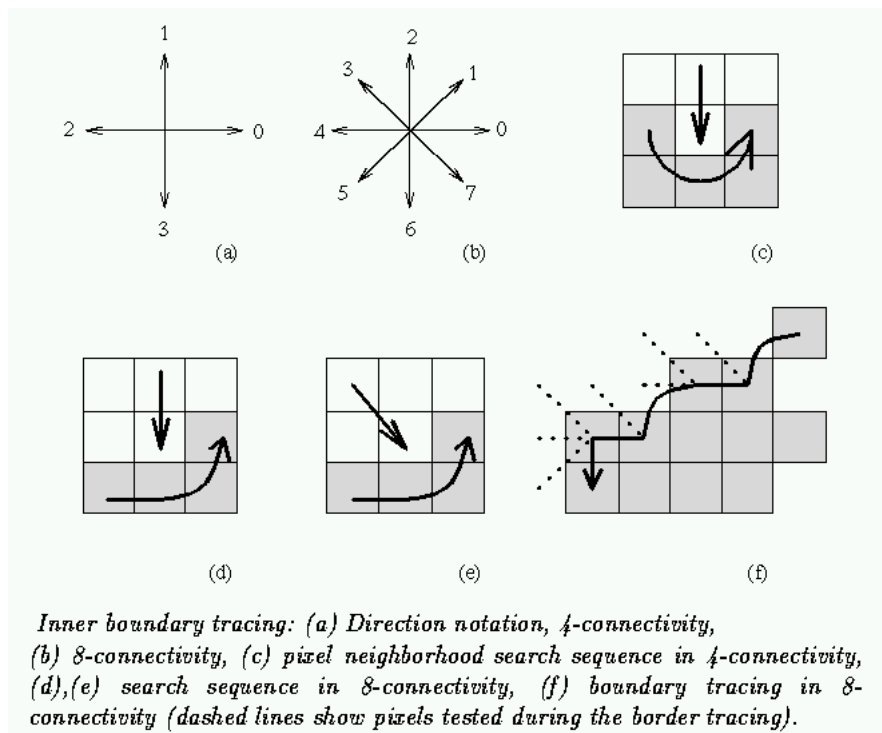 1
2
0
3
(a)
2
3
1
4
0
5
7
6
(b)
(c)
(d)
(e)
(f)
Inner boundary tracing: (a) Direction notation, 4-connectivity,
(b) 8-connectivity, (c) pixel neighborhood search sequence in 4-connectivity,
(d),(e) search sequence in 8-connectivity, (f) boundary tracing in 8-
connectivity (dashed lines show pixels tested during the border tracing).